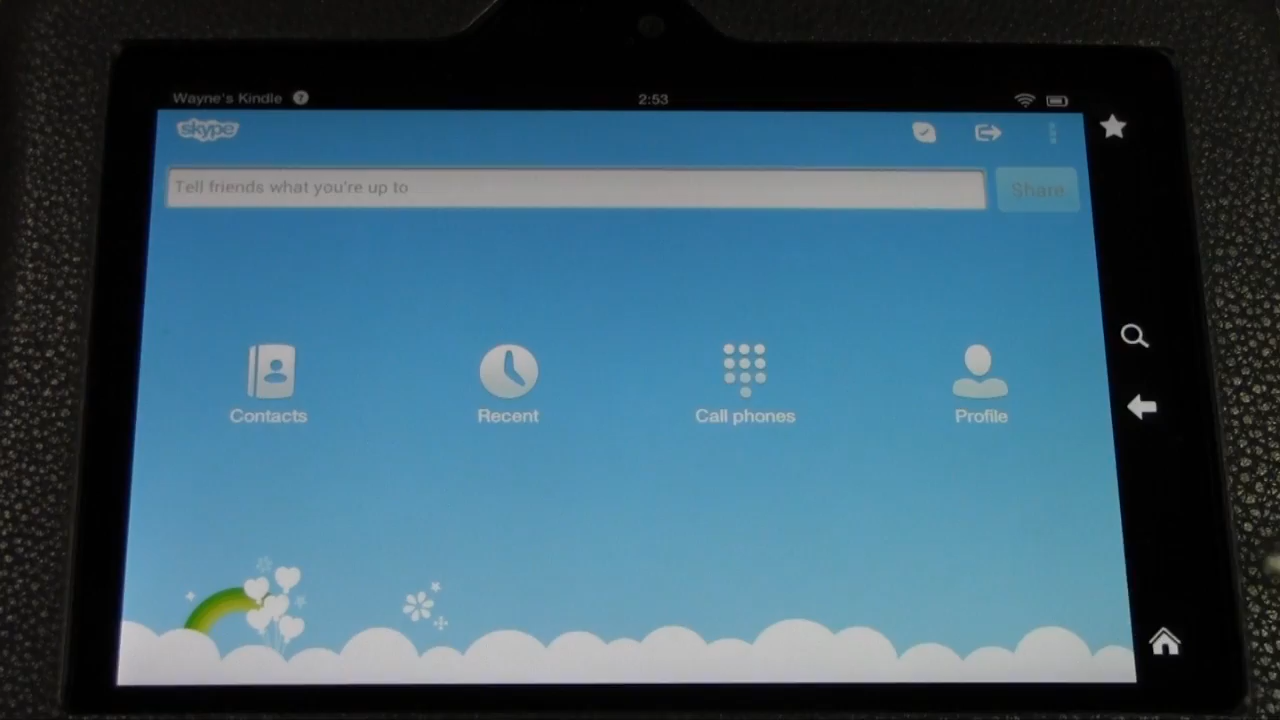 Wayne's Kindle ?
2:53
skype
Tell friends what you're up to
Share
Contacts
Recent
Call phones
Profile